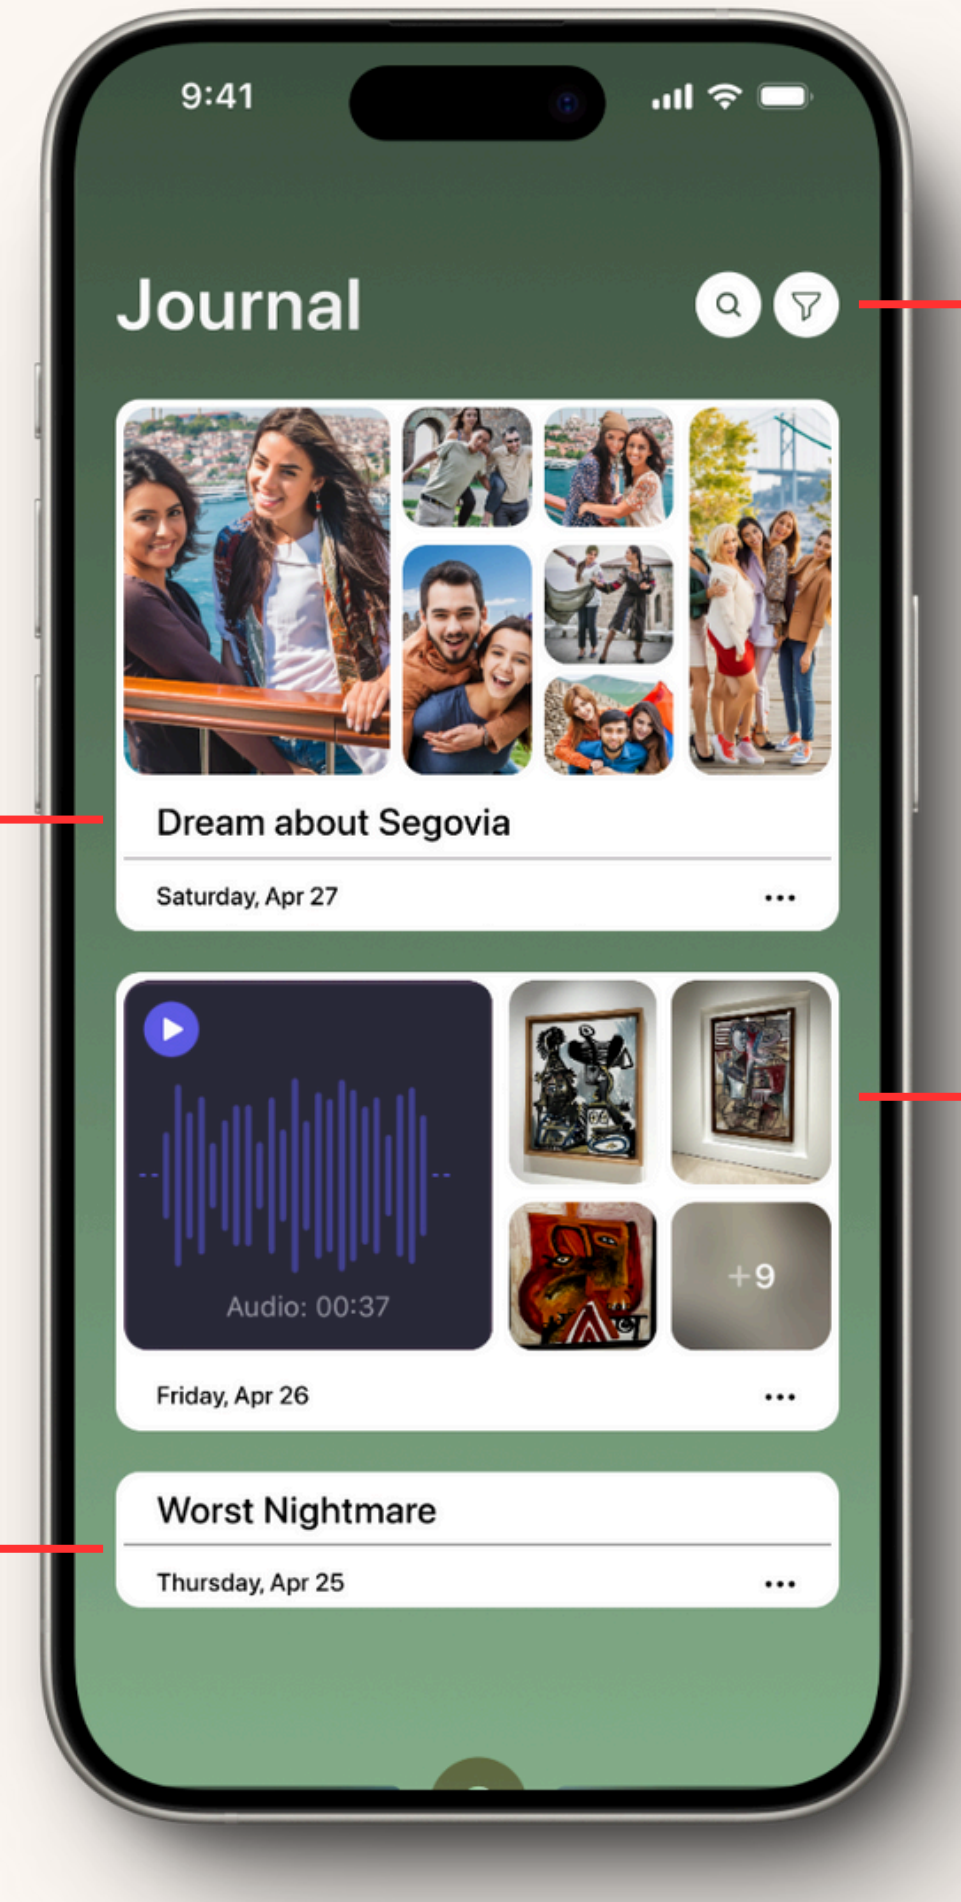 9:41
Journal
Dream about Segovia
Saturday, Apr 27
Audio: 00:37
+9
Friday, Apr 26
Worst Nightmare
Thursday, Apr 25